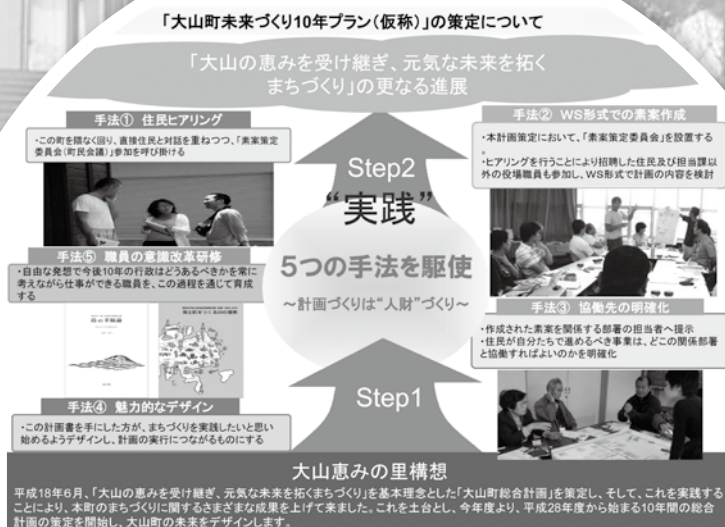 「大山町未来づくり10年プラン(仮称)」の策定について
「大山の恵みを受け継ぎ、元気な未来を拓く
まちづくり」の更なる進展
手法① 住民ヒアリング
・この町を隈なく回り、直接住民と対話を重ねつつ、「素案策定
委員会(町民会議)」参加を呼び掛ける
手法② WS形式での素案作成
・本計画策定において、「素案策定委員会」を設置する
。
・ヒアリングを行うことにより招聘した住民及び担当課以
外の役場職員も参加し、WS形式で計画の内容を検討
Step2
“実践”
5つの手法を駆使
~計画づくりは“人財”づくり~
手法⑤ 職員の意識改革研修
・自由な発想で今後10年の行政はどうあるべきかを常に
考えながら仕事ができる職員を、この過程を通じて育成
する
手法③ 協働先の明確化
・作成された素案を関係する部署の担当者へ提示
・住民が自分たちで進めるべき事業は、どこの関係部署
と協働すればよいのかを明確化
手法④ 魅力的なデザイン
・この計画書を手にした方が、まちづくりを実践したいと思い
始めるようデザインし、計画の実行につながるものにする
Step1
大山恵みの里構想
平成18年6月、「大山の恵みを受け継ぎ、元気な未来を拓くまちづくり」を基本理念とした「大山町総合計画」を策定し、そして、これを実践する
ことにより、本町のまちづくりに関するさまざまな成果を上げて来ました。これを土台とし、今年度より、平成28年度から始まる10年間の総合
計画の策定を開始し、大山町の未来をデザインします。